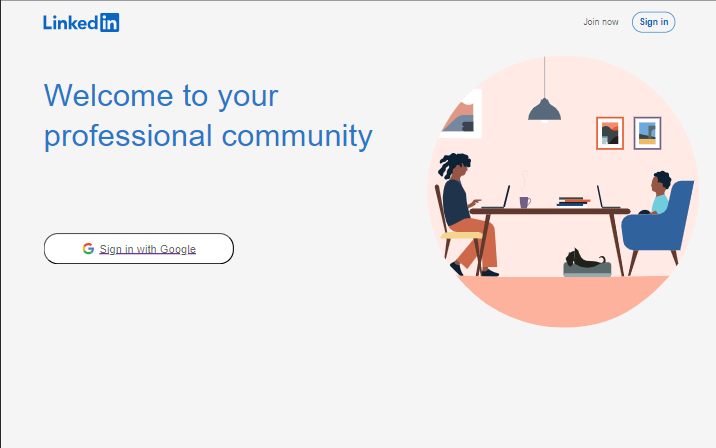 Linkedin
Join now
Sign in
Welcome to your
professional community
Sign in with Google